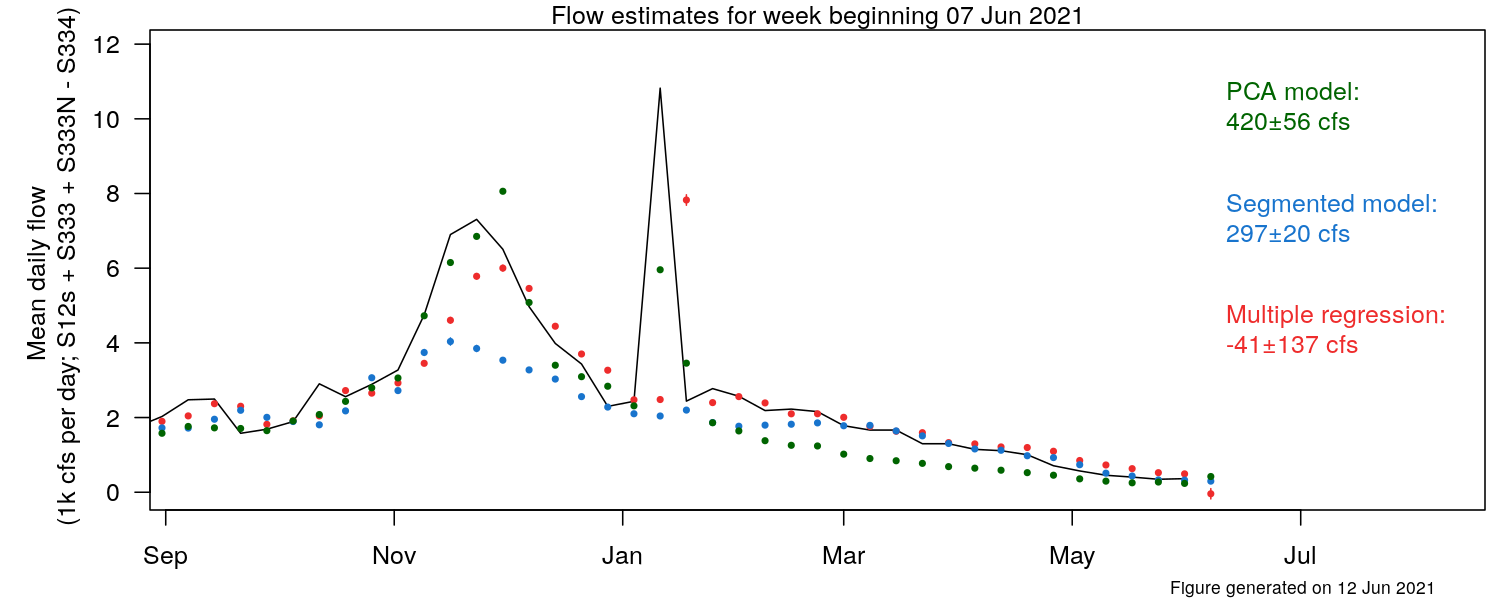 Flow estimates for week beginning 07 Jun 2021
Mean daily flow
(1k cfs per day; S12s + S333 + S333N - S334)
12
10
8
6
4
2
0
PCA model:
420±56 cfs
Segmented model:
297±20 cfs
Multiple regression:
-41±137 cfs
Sep Nov Jan Mar May Jul
Figure generated on 12 Jun 2021